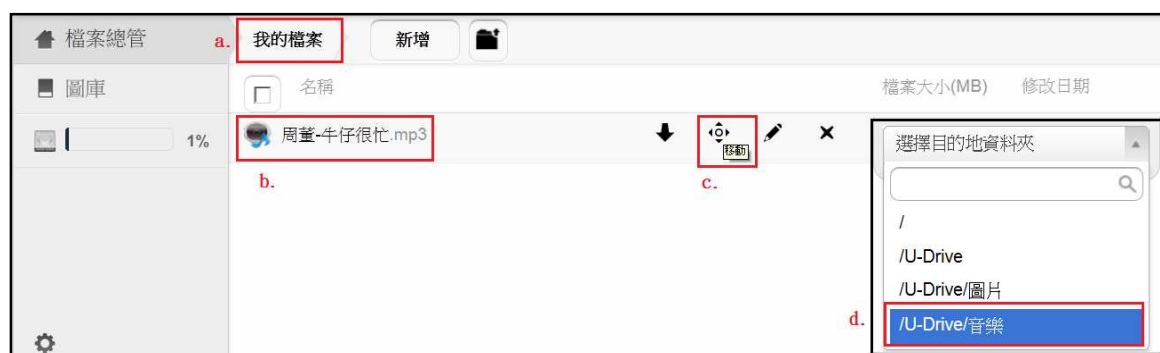 檔案總管
a.
我的檔案
新增
圖庫
名稱
檔案大小(MB)
修改日期
1%
周董-牛仔很忙.mp3
移動
選擇目的地資料夾
b.
c.
/
/U-Drive
/U-Drive/圖片
d.
/U-Drive/音樂